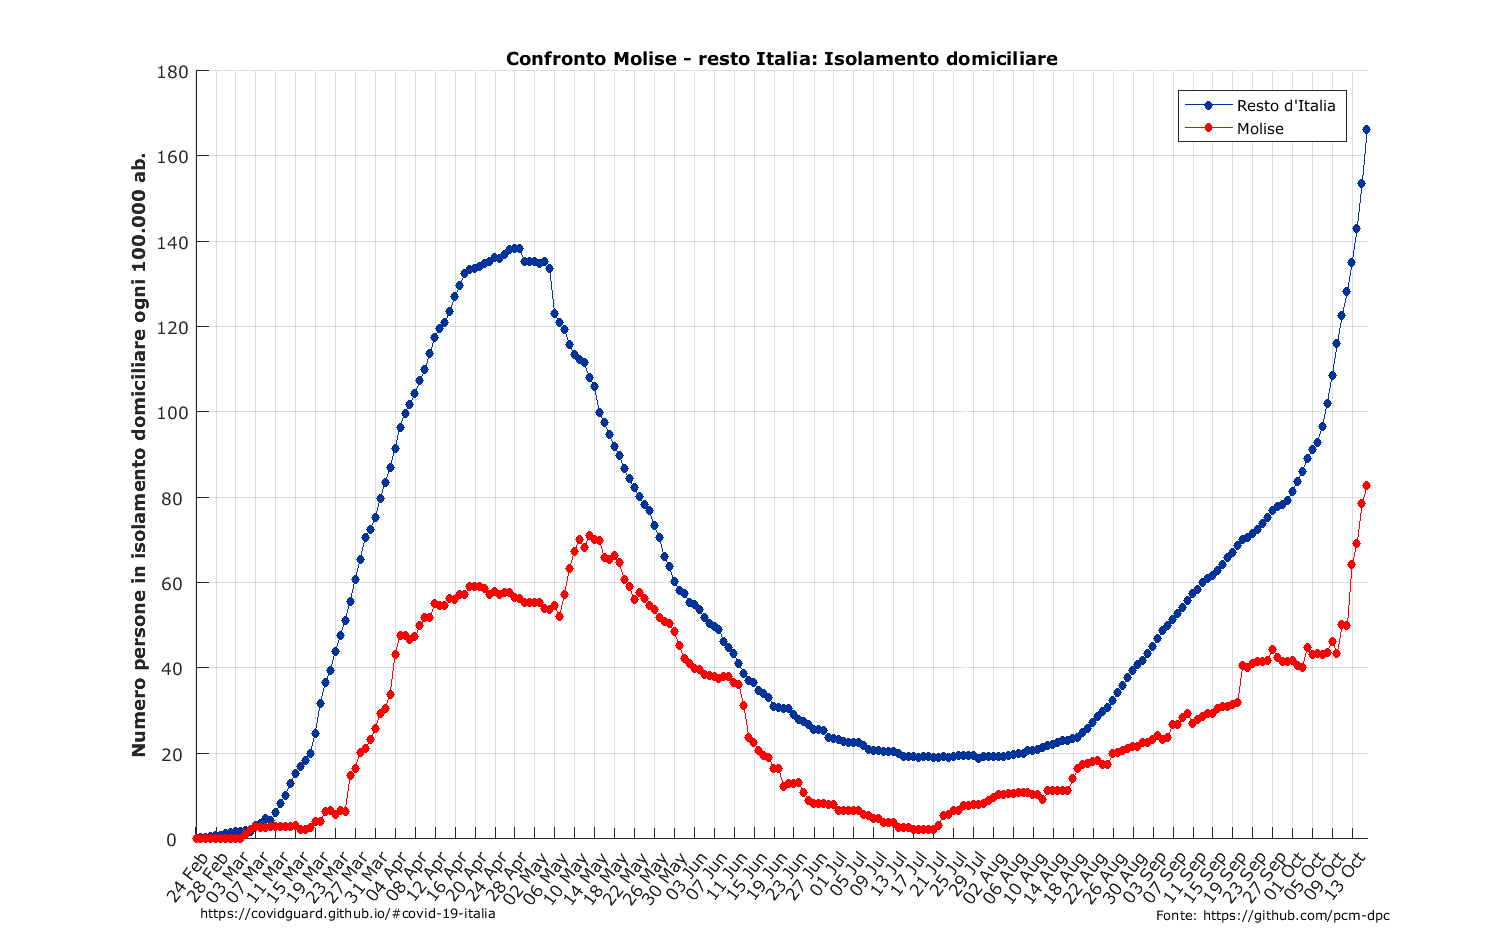 Confronto Molise - resto Italia: Isolamento domiciliare
Numero persone in isolamento domiciliare ogni 100.000 ab.
180
160
140
120
100
80
60
40
20
0
Resto d'Italia
Molise
24 Feb
28 Feb
03 Mar
07 Mar
11 Mar
15 Mar
19 Mar
23 Mar
27 Mar
31 Mar
04 Apr
08 Apr
12 Apr
16 Apr
20 Apr
24 Apr
28 Apr
02 May
06 May
10 May
14 May
18 May
22 May
26 May
30 May
03 Jun
07 Jun
11 Jun
15 Jun
19 Jun
23 Jun
27 Jun
01 Jul
05 Jul
09 Jul
13 Jul
17 Jul
21 Jul
25 Jul
29 Jul
02 Aug
06 Aug
10 Aug
14 Aug
18 Aug
22 Aug
26 Aug
30 Aug
03 Sep
07 Sep
11 Sep
15 Sep
19 Sep
23 Sep
27 Sep
01 Oct
05 Oct
09 Oct
13 Oct
https://covidguard.github.io/#covid-19-italia
Fonte: https://github.com/pcm-dpc